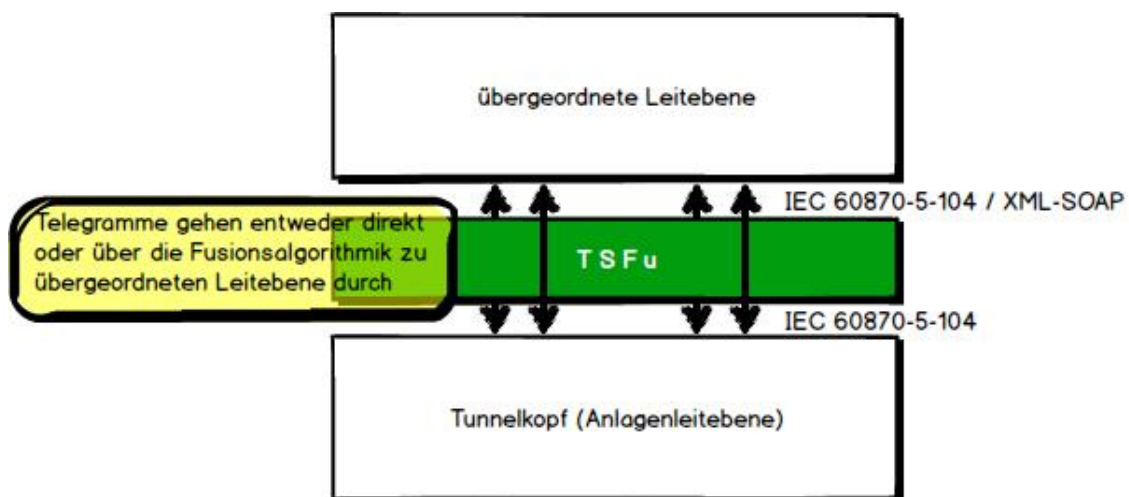 übergeordnete Leitebene
IEC 60870-5-104 / XML-SOAP
Telegramme gehen entweder direkt
oder über die Fusionsalgorithmik zu
übergeordneten Leitebene durch
TSFu
IEC 60870-5-104
Tunnelkopf (Anlagenleitebene)